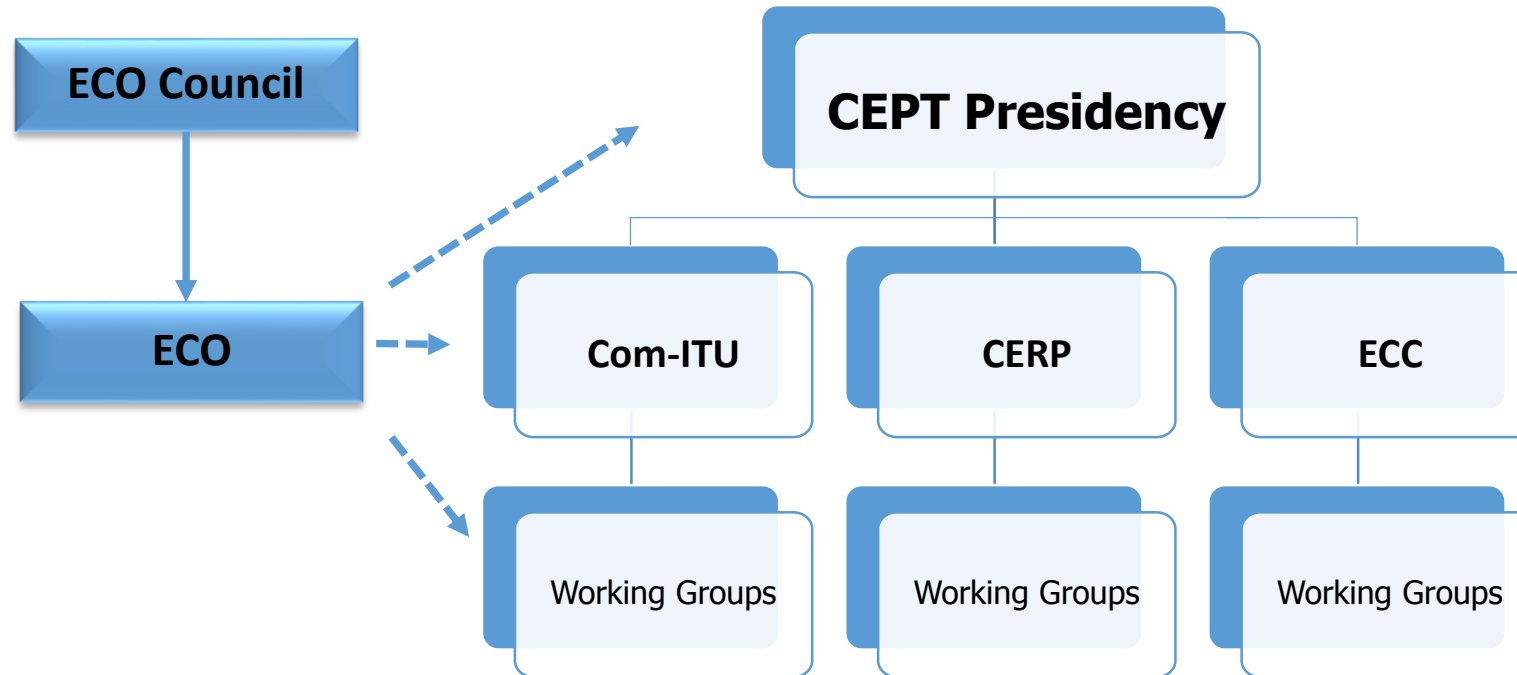 ECO Council
CEPT Presidency
ECO
Com-ITU
CERP
ECC
Working Groups
Working Groups
Working Groups